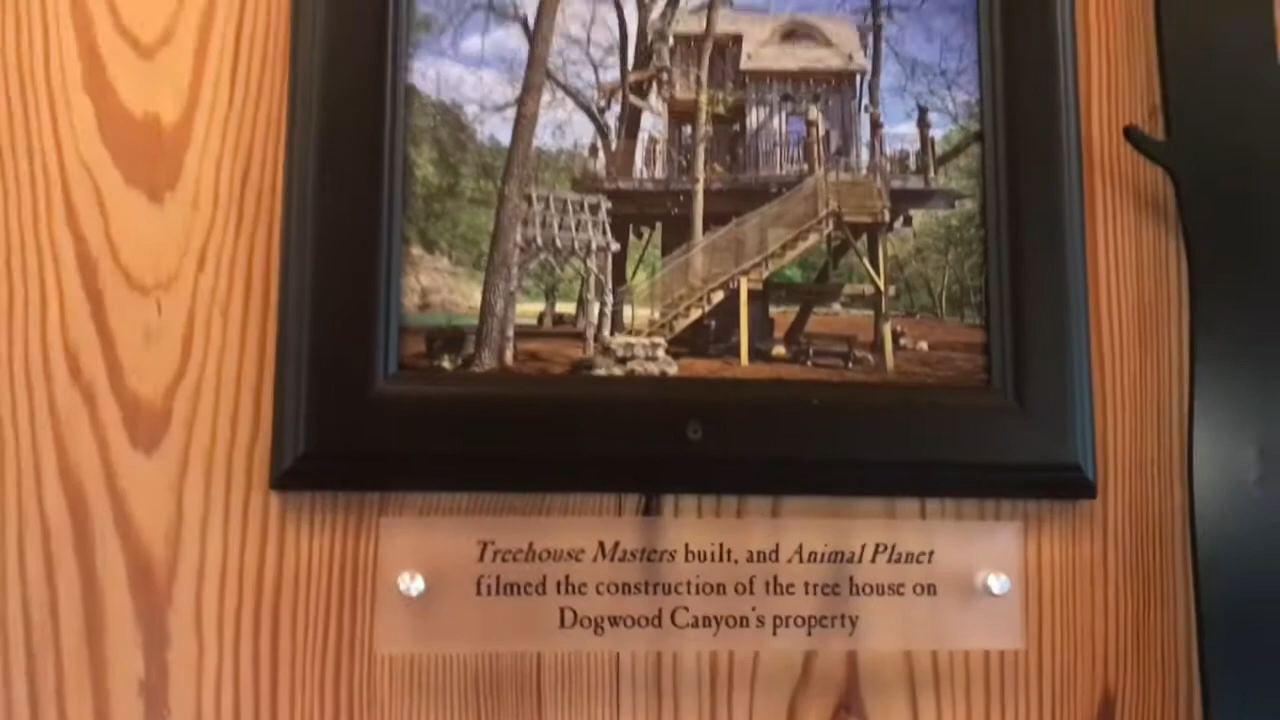 Treehouse Masters built, and Animal Planet
filmed the construction of the tree house on
Dogwood Canyon's property